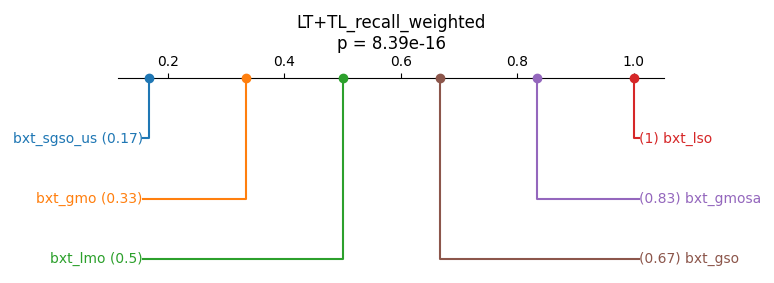 LT+TL_recall_weighted
p = 8.39e-16
0.2 0.4 0.6 0.8 1.0
bxt_sgso_us (0.17) (1) bxt_lso
bxt_gmo (0.33) (0.83) bxt_gmosa
bxt_lmo (0.5) (0.67) bxt_gso